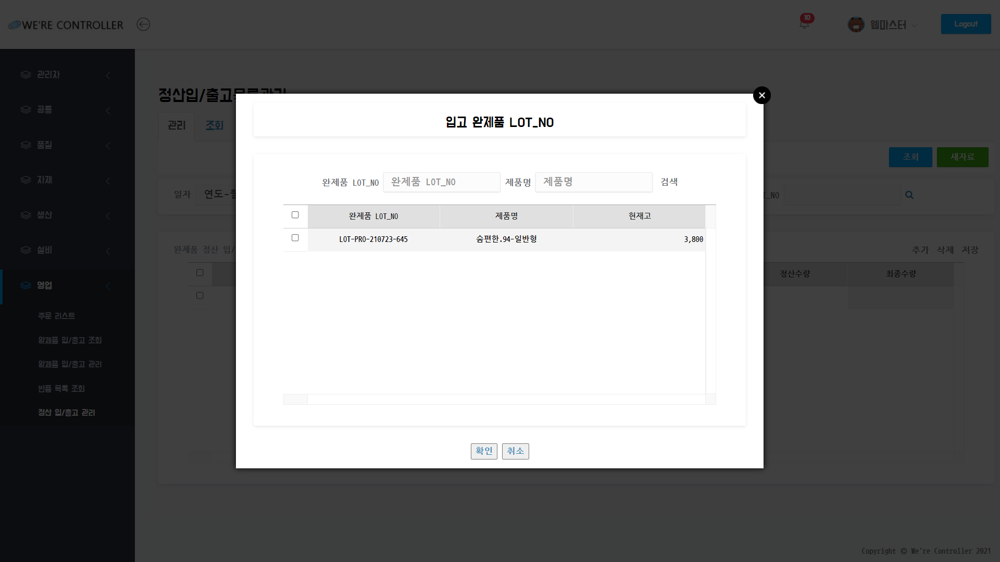 WE'RE CONTROLLER
10
웹마스터
Logout
관리자
공통
품질
자재
생산
설비
영업
주문 리스트
완제품 입/출고 조회
완제품 입/출고 관리
반품 목록 조회
정산 입/출고 관리
정산입/출고목록관리
관리 조회
조회 새자료
일자 연도-월
T_NO
완제품 정산 입/
추가 삭제 저장
정산수량 최종수량
입고 완제품 LOT_NO
완제품 LOT_NO 완제품 LOT_NO 제품명 제품명 검색
완제품 LOT_NO 제품명 현재고
LOT-PRO-210723-645 숨편한.94-일반형 3,800
확인 취소
Copyright © We're Controller 2021